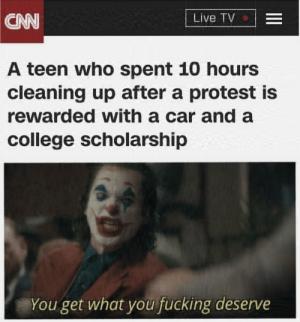 CNN
Live TV
A teen who spent 10 hours
cleaning up after a protest is
rewarded with a car and a
college scholarship
You get what you fucking deserve